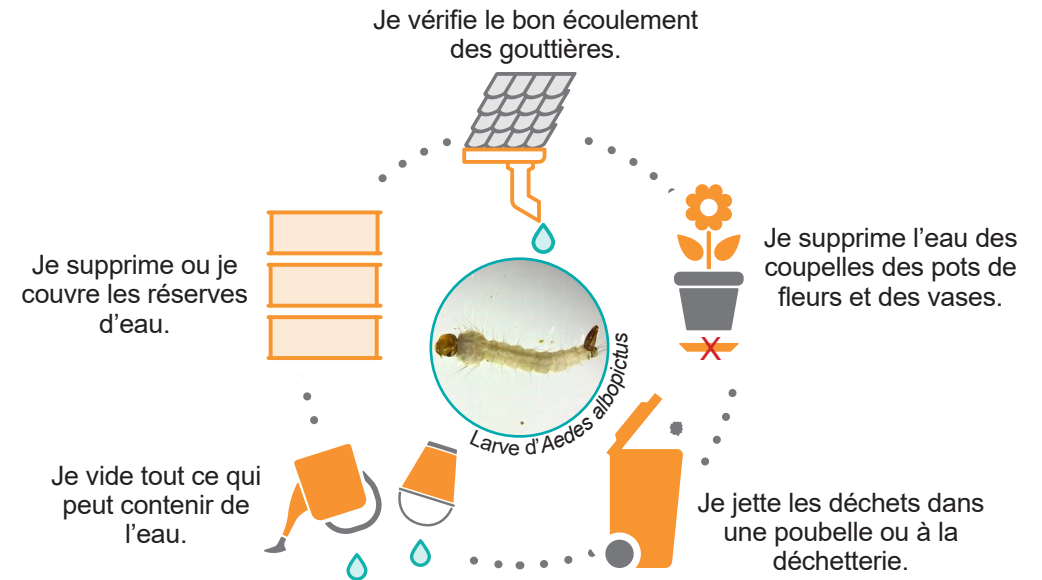 Je vérifie le bon écoulement
des gouttières.
Je supprime l'eau des
coupelles des pots de
fleurs et des vases.
Je supprime ou je
couvre les réserves
d'eau.
Larve d'Aedes albopictus
Je vide tout ce qui
peut contenir de
l'eau.
Je jette les déchets dans
une poubelle ou à la
déchetterie.